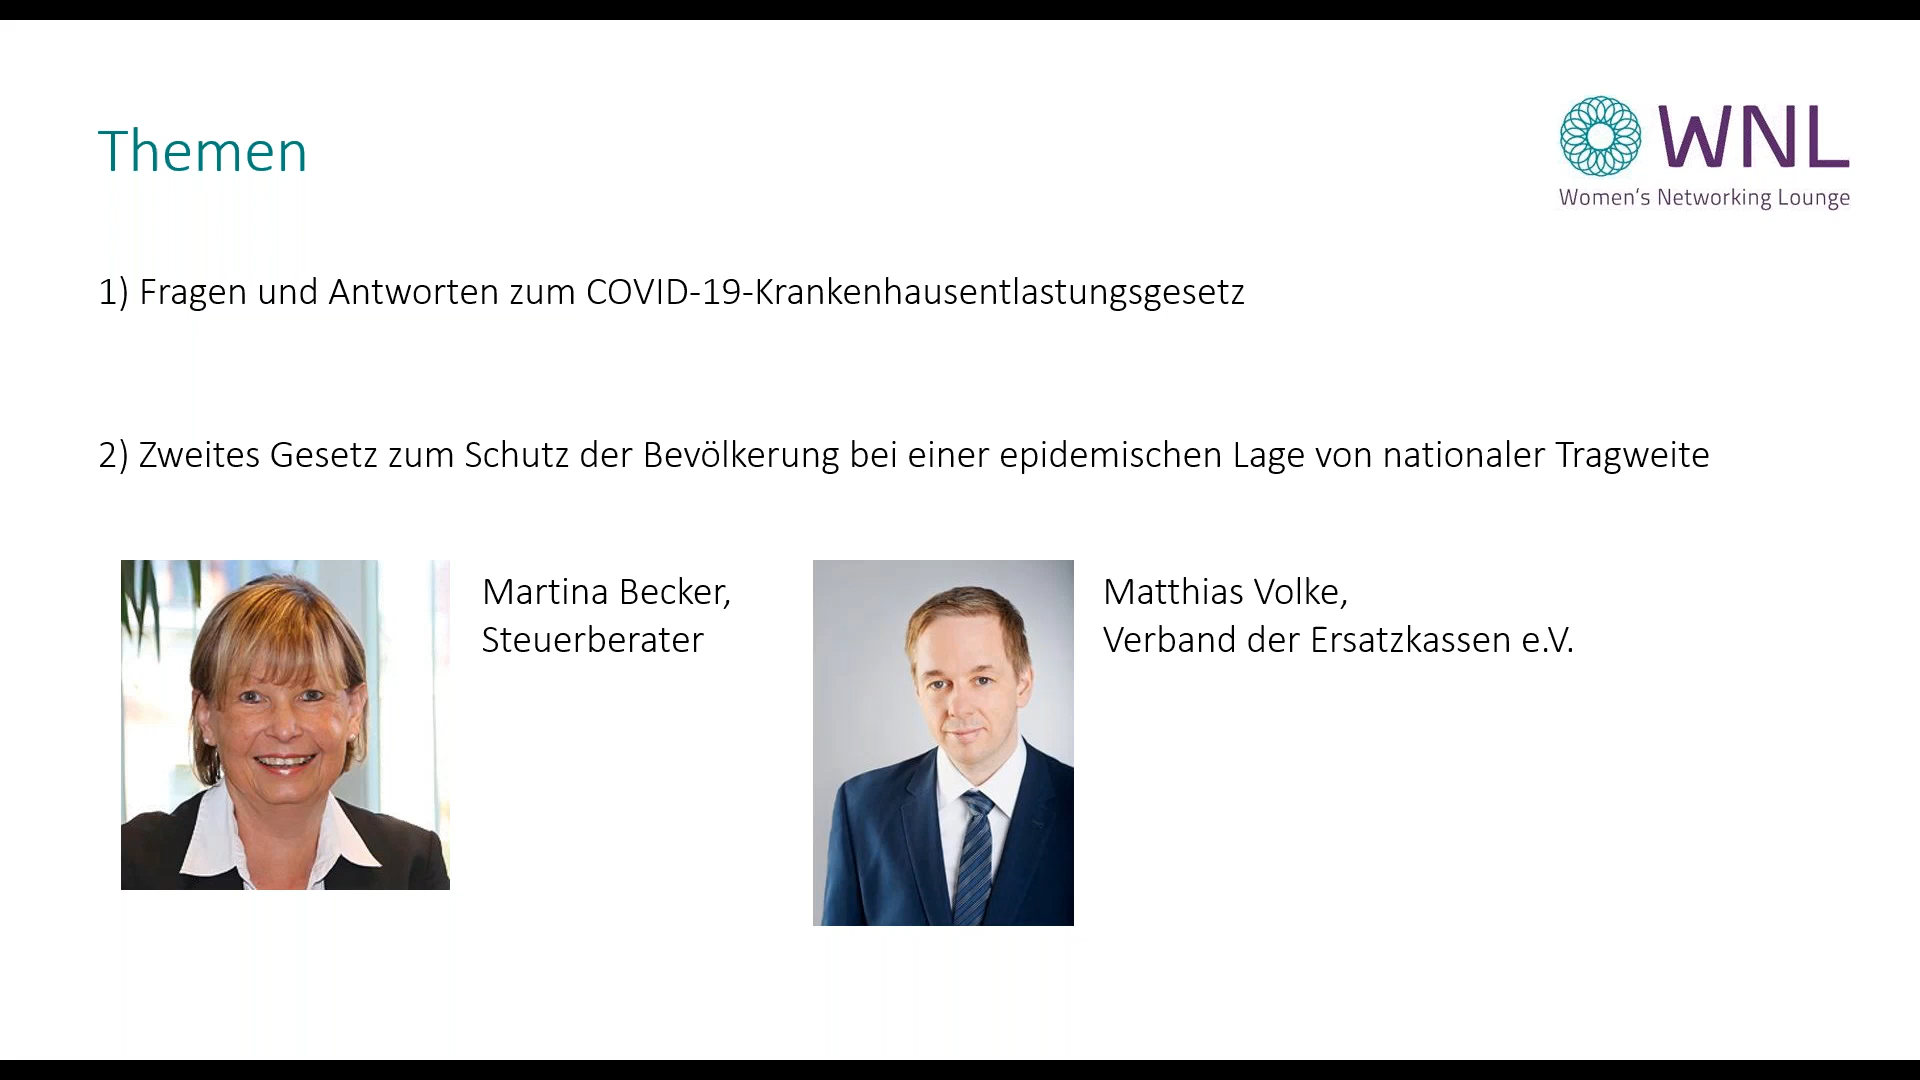 Themen
WNL
Women's Networking Lounge
1) Fragen und Antworten zum COVID-19-Krankenhausentlastungsgesetz
2) Zweites Gesetz zum Schutz der Bevölkerung bei einer epidemischen Lage von nationaler Tragweite
Martina Becker,
Steuerberater
Matthias Volke,
Verband der Ersatzkassen e.V.